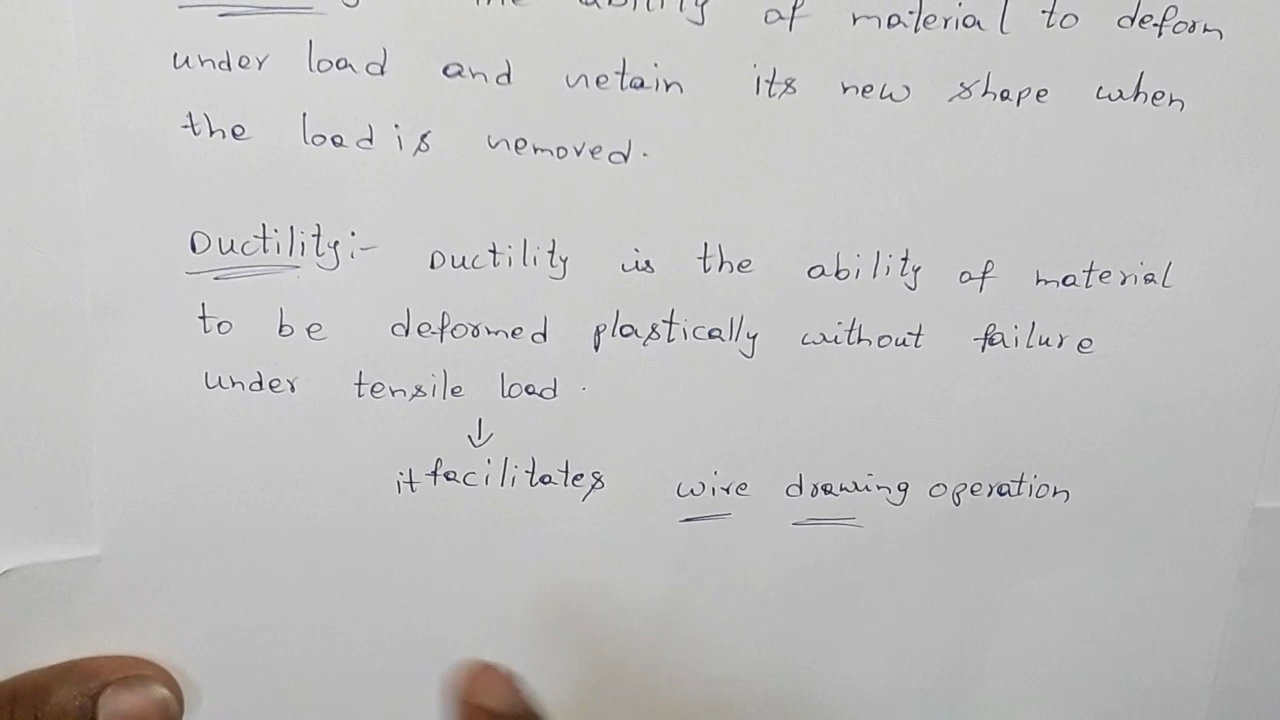 ability of material to deform
under load and retain its new shape when
the load is removed.
Ductility:- Ductility is the ability of material
to be deformed plastically without failure
under tensile load.
↓
it facilitates wire drawing operation